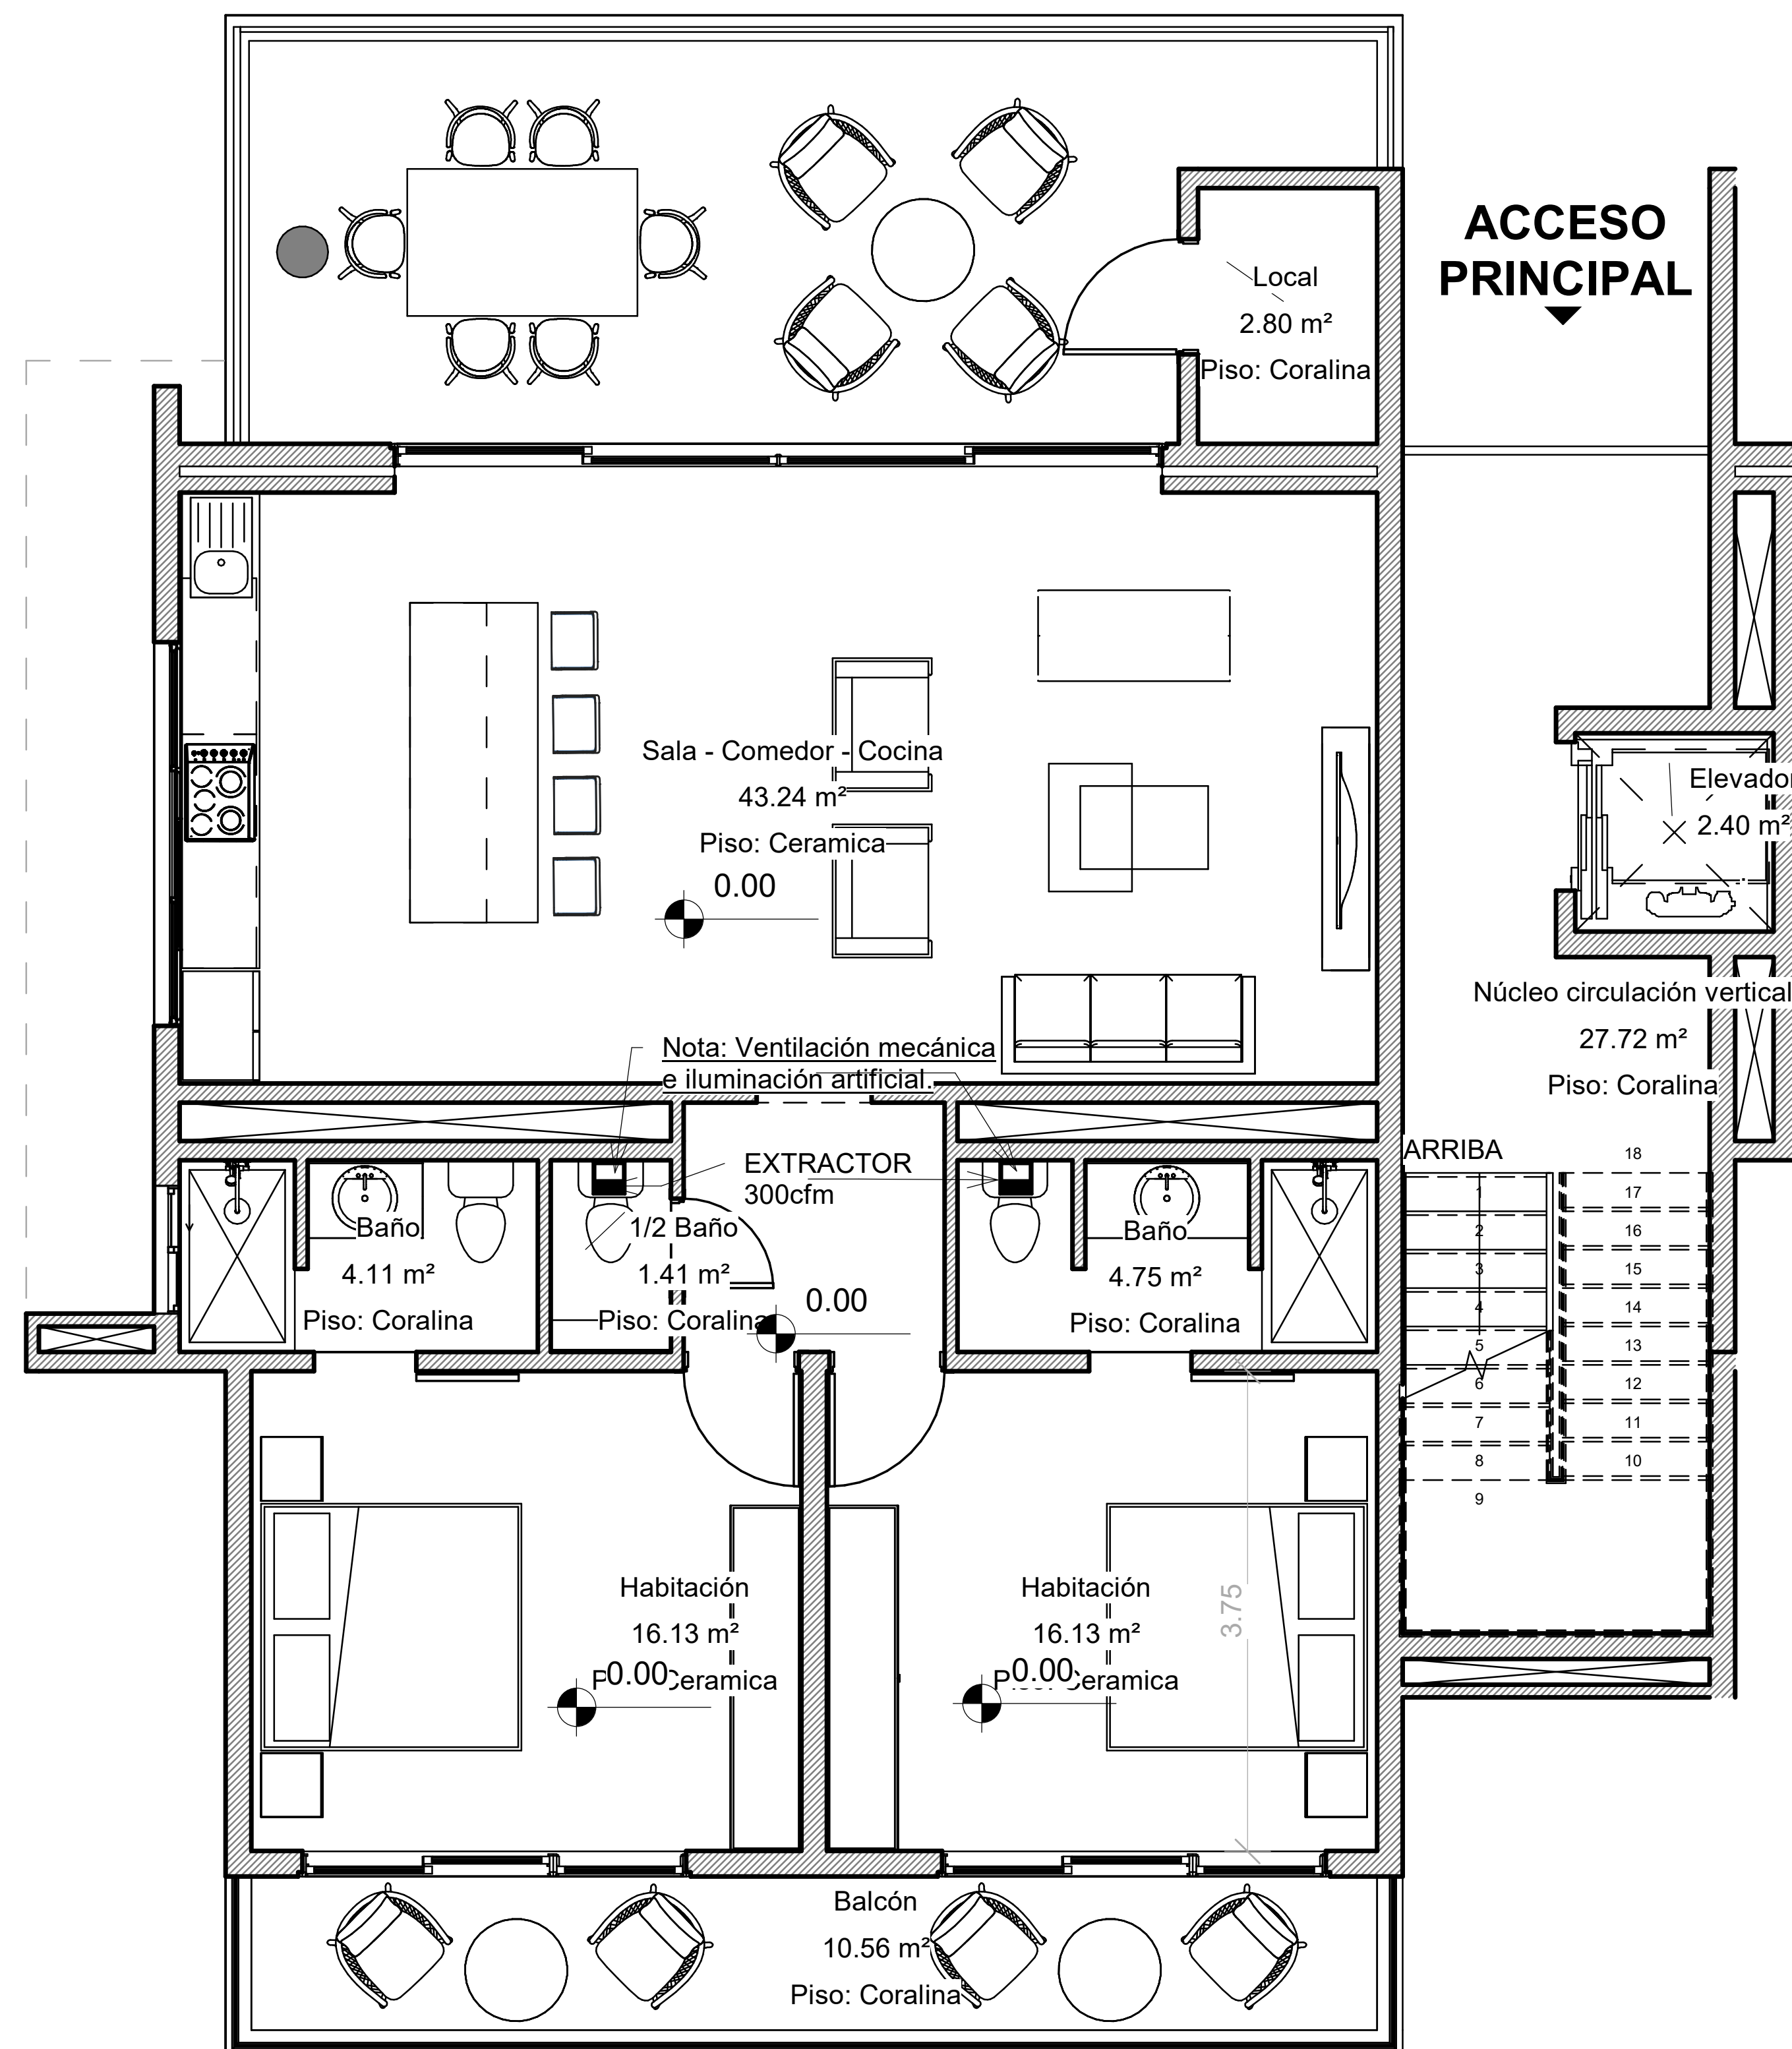 ACCESO
PRINCIPAL
Local
2.80 m²
Piso: Coralina
Sala - Comedor - Cocina
43.24 m²
Piso: Ceramica
0.00
Elevador
2.40 m²
Núcleo circulación vertical
27.72 m²
Piso: Coralina
Nota: Ventilación mecánica
e iluminación artificial.
EXTRACTOR
300cfm
Baño
4.11 m²
Piso: Coralina
1/2 Baño
1.41 m²
Piso: Coralina
0.00
Baño
4.75 m²
Piso: Coralina
ARRIBA
1
2
3
4
5
6
7
8
9
18
17
16
15
14
13
12
11
10
Habitación
16.13 m²
Ceramica
0.00
Habitación
16.13 m²
Ceramica
0.00
3.75
Balcón
10.56 m²
Piso: Coralina